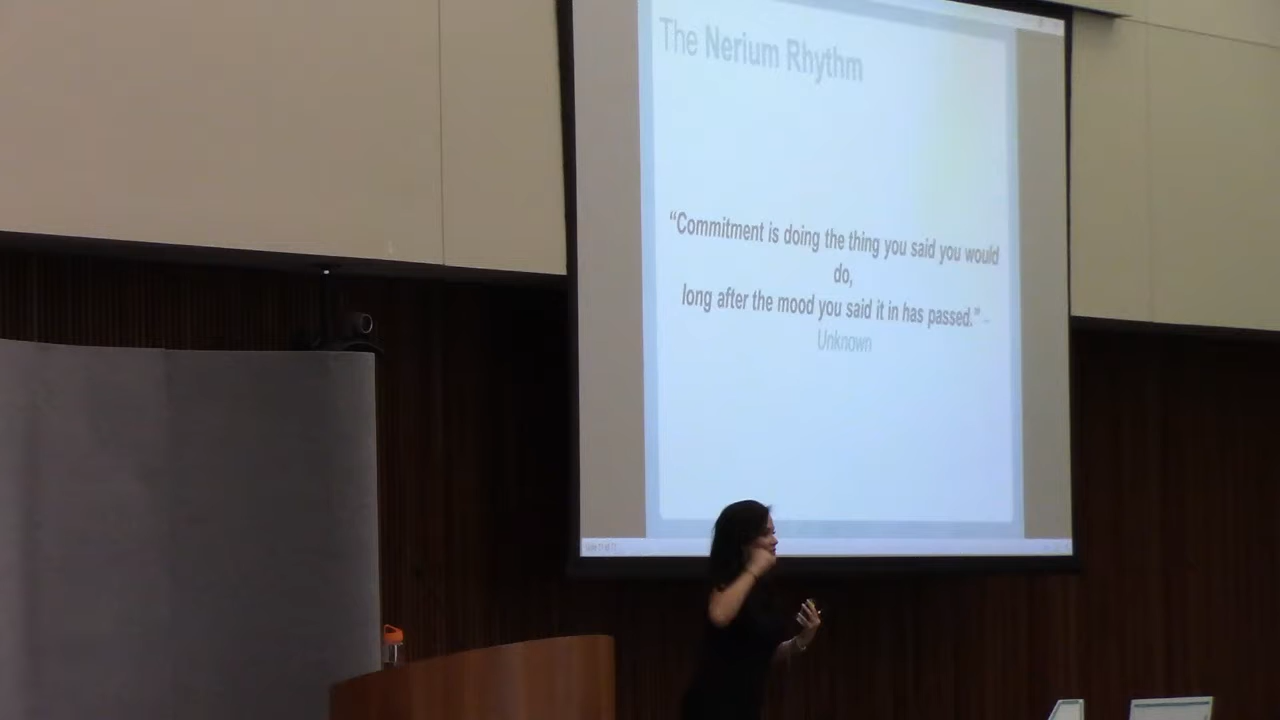 The Nerium Rhythm
“Commitment is doing the thing you said you would
do,
long after the mood you said it in has passed.” –
Unknown